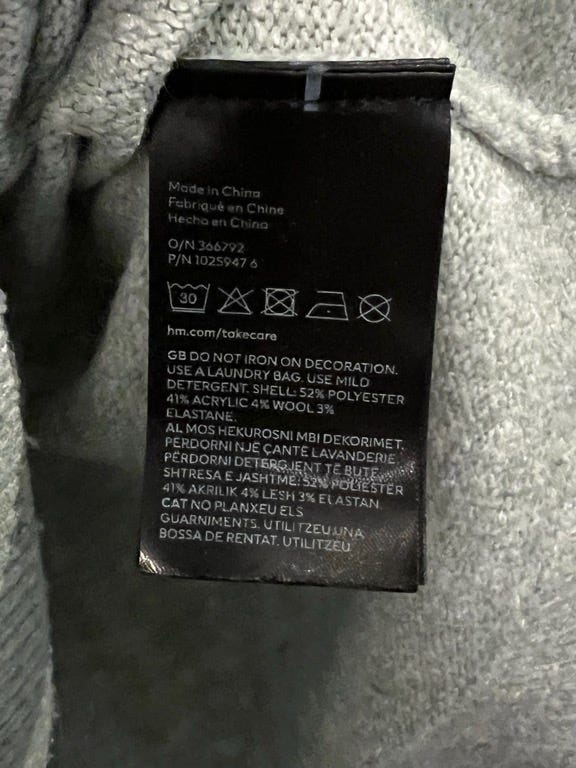 Made in China
Fabriqué en Chine
Hecho en China
O/N 366792
P/N 1025947 6
30
hm.com/takecare
GB DO NOT IRON ON DECORATION.
USE A LAUNDRY BAG. USE MILD
DETERGENT. SHELL: 52% POLYESTER
41% ACRYLIC 4% WOOL 3%
ELASTANE.
AL MOS HEKUROSNI MBI DEKORIMET.
PËRDORNI NJË ÇANTË LAVANDERIE.
PËRDORNI DETERGJENT TË BUTË.
SHTRESA E JASHTME: 52% POLIESTER
41% AKRILIK 4% LESH 3% ELASTAN.
CAT NO PLANXEU ELS
GUARNIMENTS. UTILITZEU UNA
BOSSA DE RENTAT. UTILITZEU